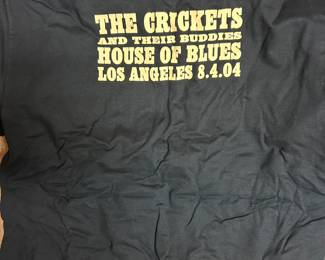 THE CRICKETS
AND THEIR BUDDIES
HOUSE OF BLUES
LOS ANGELES 8.4.04